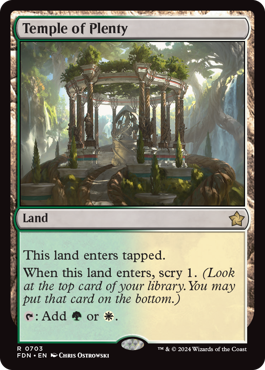 Temple of Plenty
Land
This land enters tapped.
When this land enters, scry 1. (Look
at the top card of your library. You may
put that card on the bottom.)
: Add or .
R 0703
FDN • EN Chris Ostrowski
™ & © 2024 Wizards of the Coast